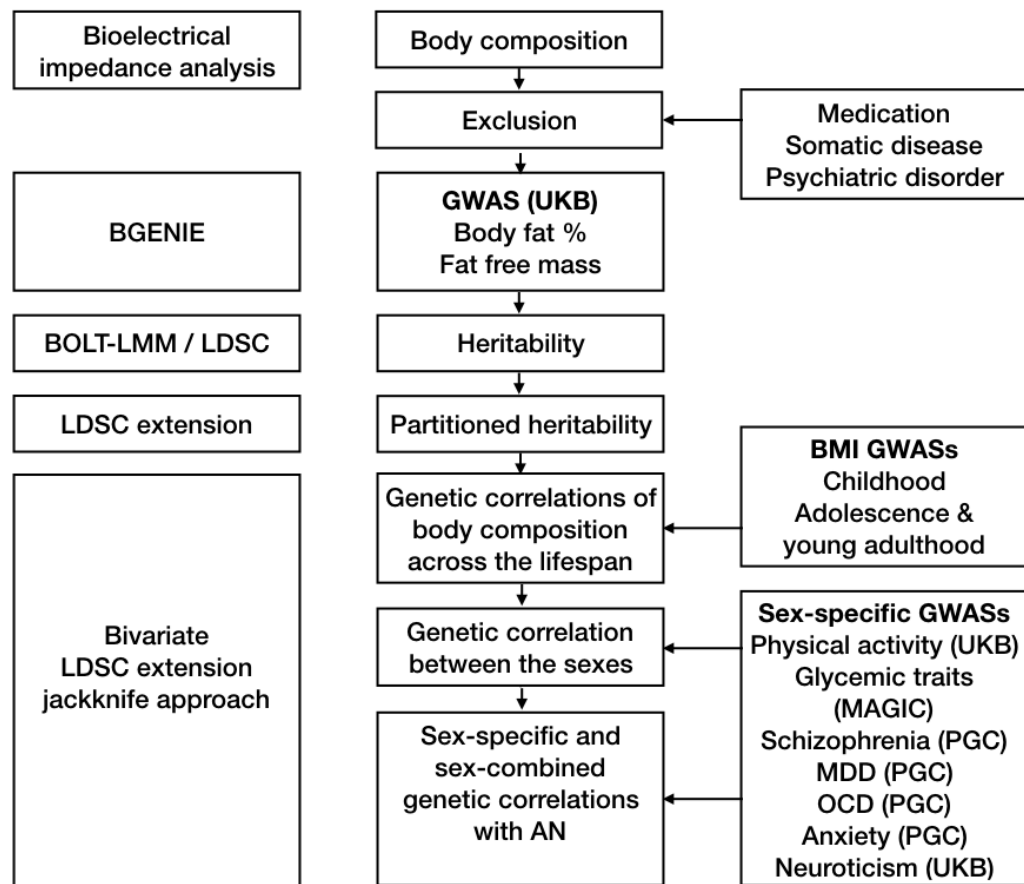 Bioelectrical
impedance analysis
Body composition
Exclusion
Medication
Somatic disease
Psychiatric disorder
BGENIE
GWAS (UKB)
Body fat %
Fat free mass
BOLT-LMM / LDSC
Heritability
LDSC extension
Partitioned heritability
Bivariate
LDSC extension
jackknife approach
Genetic correlations of
body composition
across the lifespan
BMI GWASs
Childhood
Adolescence &
young adulthood
Genetic correlation
between the sexes
Sex-specific and
sex-combined
genetic correlations
with AN
Sex-specific GWASs
Physical activity (UKB)
Glycemic traits
(MAGIC)
Schizophrenia (PGC)
MDD (PGC)
OCD (PGC)
Anxiety (PGC)
Neuroticism (UKB)